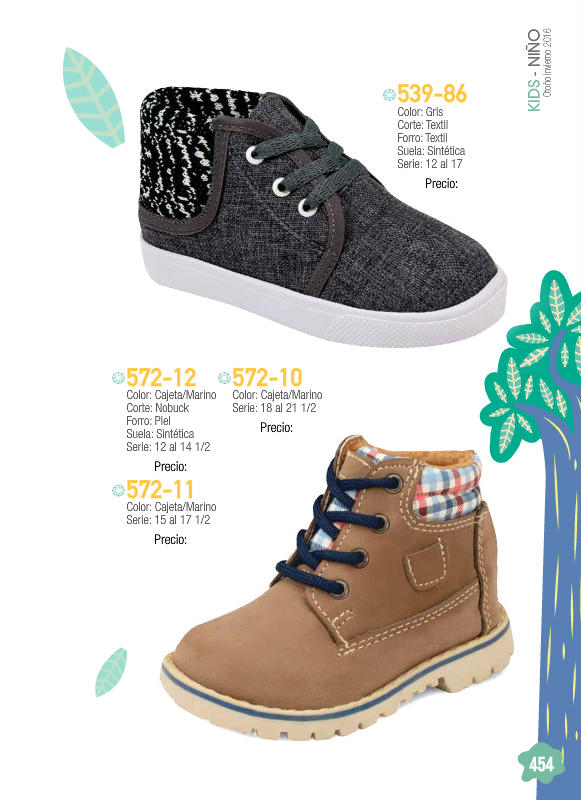 KIDS - NIÑO
Otoño Invierno 2016
539-86
Color: Gris
Corte: Textil
Forro: Textil
Suela: Sintética
Serie: 12 al 17
Precio:
572-12
Color: Cajeta/Marino
Corte: Nobuck
Forro: Piel
Suela: Sintética
Serie: 12 al 14 1/2
Precio:
572-10
Color: Cajeta/Marino
Serie: 18 al 21 1/2
Precio:
572-11
Color: Cajeta/Marino
Serie: 15 al 17 1/2
Precio:
454